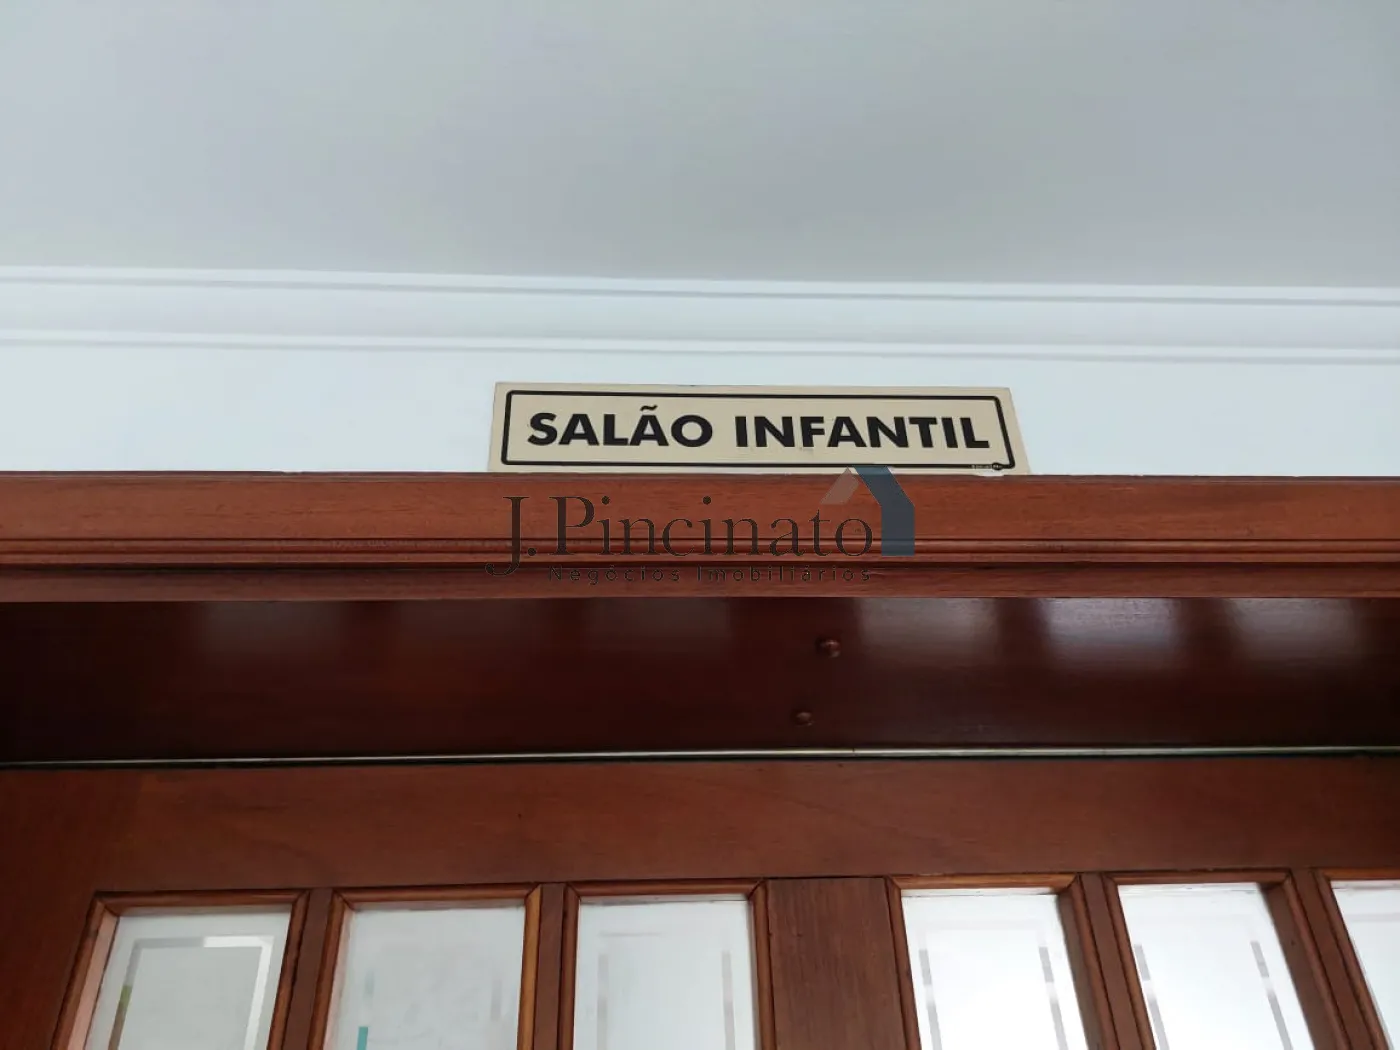 SALÃO INFANTIL
J. Pincinato
Negócios Imobiliários